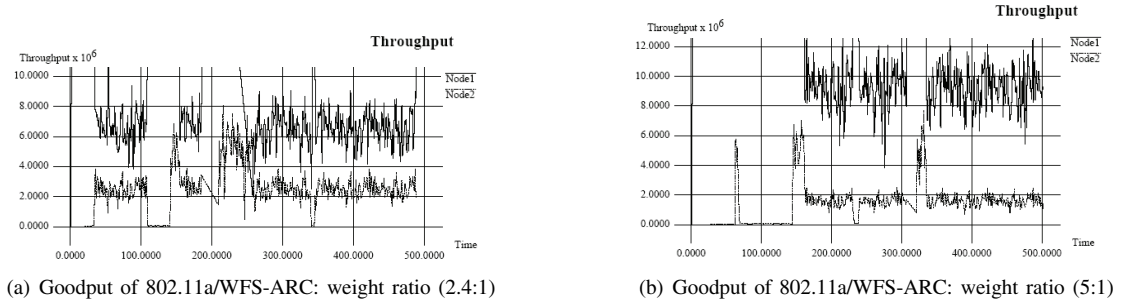 Throughput
Throughput x 10^6
10.0000
8.0000
6.0000
4.0000
2.0000
0.0000
Node1
Node2
Time
0.0000 100.0000 200.0000 300.0000 400.0000 500.0000
(a) Goodput of 802.11a/WFS-ARC: weight ratio (2.4:1)
Throughput
Throughput x 10^6
12.0000
10.0000
8.0000
6.0000
4.0000
2.0000
0.0000
Node1
Node2
Time
0.0000 100.0000 200.0000 300.0000 400.0000 500.0000
(b) Goodput of 802.11a/WFS-ARC: weight ratio (5:1)